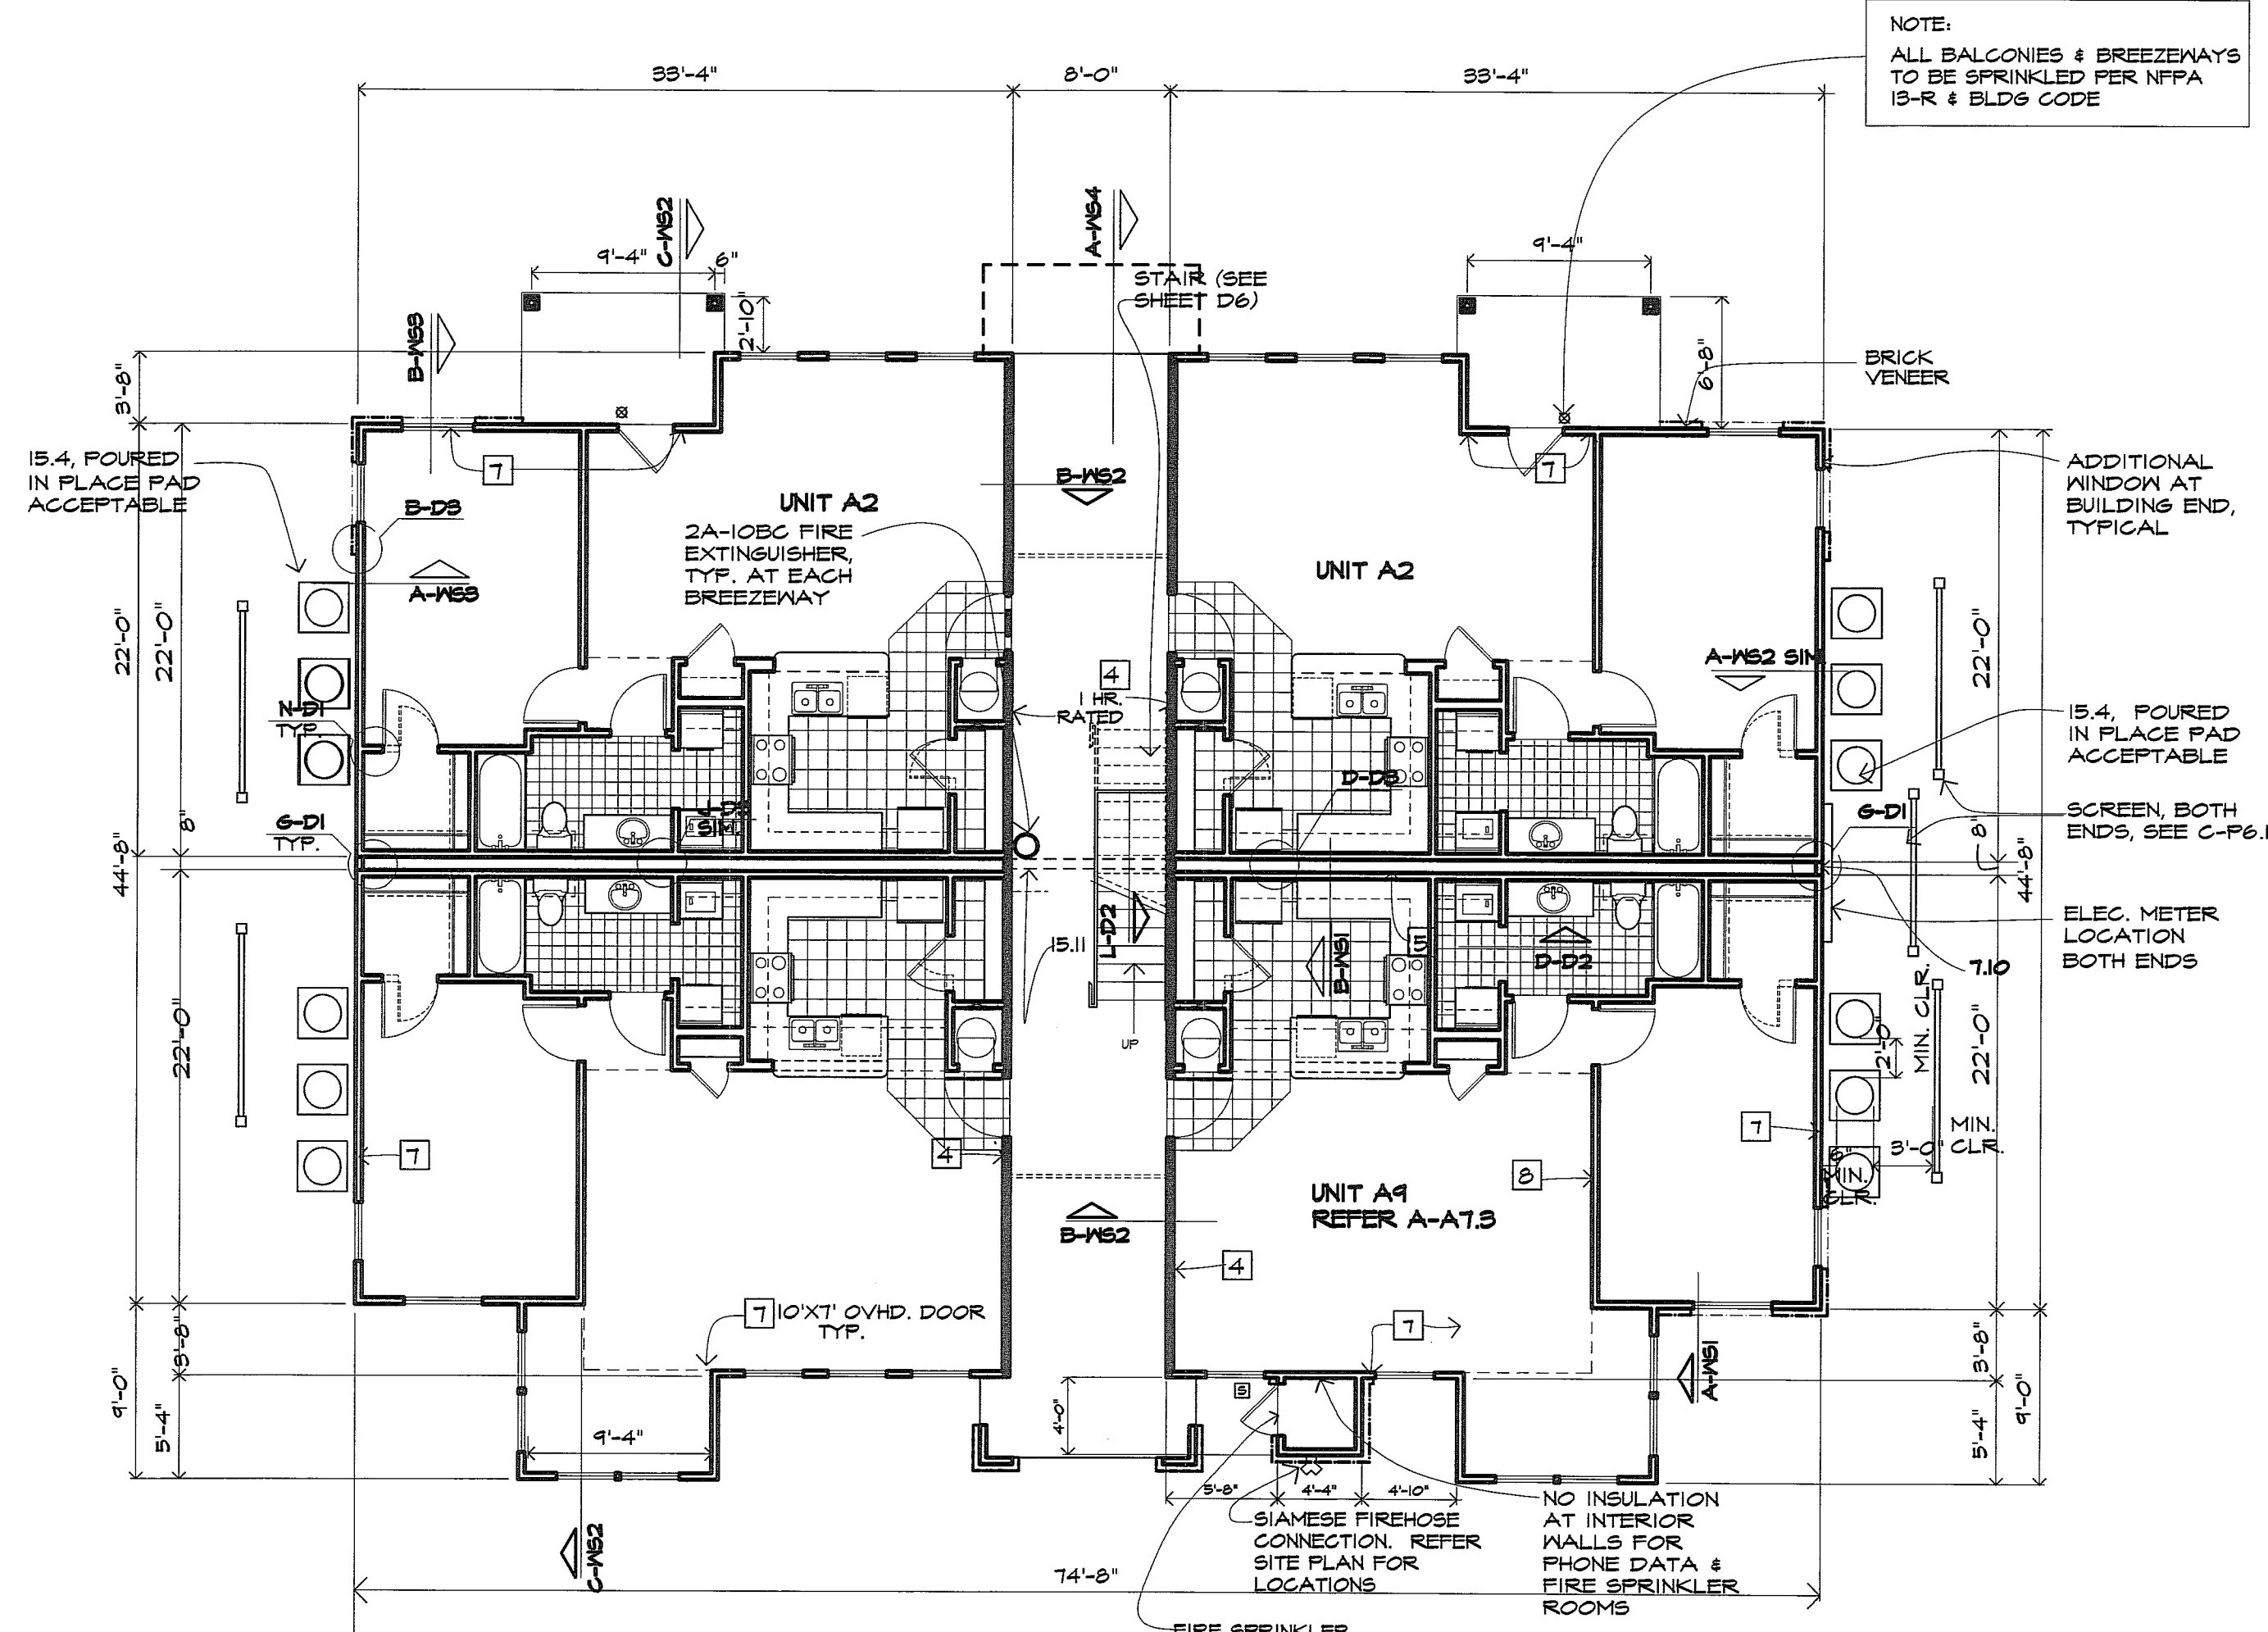 NOTE:
ALL BALCONIES & BREEZEWAYS
TO BE SPRINKLED PER NFPA
13-R & BLDG CODE
33'-4"
8'-0"
33'-4"
C-WS2
A-WS4
9'-4"
6"
9'-4"
STAIR (SEE
SHEET D6)
2'-10"
B-WS3
6'-8"
BRICK
VENEER
3'-8"
15.4, POURED
IN PLACE PAD
ACCEPTABLE
7
B-WS2
7
ADDITIONAL
WINDOW AT
BUILDING END,
TYPICAL
B-D3
UNIT A2
2A-10BC FIRE
EXTINGUISHER,
TYP. AT EACH
BREEZEWAY
UNIT A2
A-WS3
22'-0"
22'-0"
22'-0"
A-WS2 SIM
4
1 HR.
RATED
N-D1
TYP
15.4, POURED
IN PLACE PAD
ACCEPTABLE
D-D3
SIM.
8"
G-D1
TYP.
G-D1
SCREEN, BOTH
ENDS, SEE C-P6.1
8"
44'-8"
44'-8"
L-D2
15.11
B-WS1
D-D2
ELEC. METER
LOCATION
BOTH ENDS
7.10
UP
22'-0"
22'-0"
2'-0"
MIN. CLR.
7
4
7
MIN.
3'-0" CLR.
6"
MIN.
CLR.
8
UNIT A9
REFER A-A7.3
B-WS2
4
7
10'X7' OVHD. DOOR
TYP.
7
3'-8"
3'-8"
A-WS1
S
9'-0"
5'-4"
9'-4"
4'-0"
5'-4"
9'-0"
5'-8"
4'-4"
4'-10"
SIAMESE FIREHOSE
CONNECTION. REFER
SITE PLAN FOR
LOCATIONS
NO INSULATION
AT INTERIOR
WALLS FOR
PHONE DATA &
FIRE SPRINKLER
ROOMS
C-WS2
74'-8"
FIRE SPRINKLER